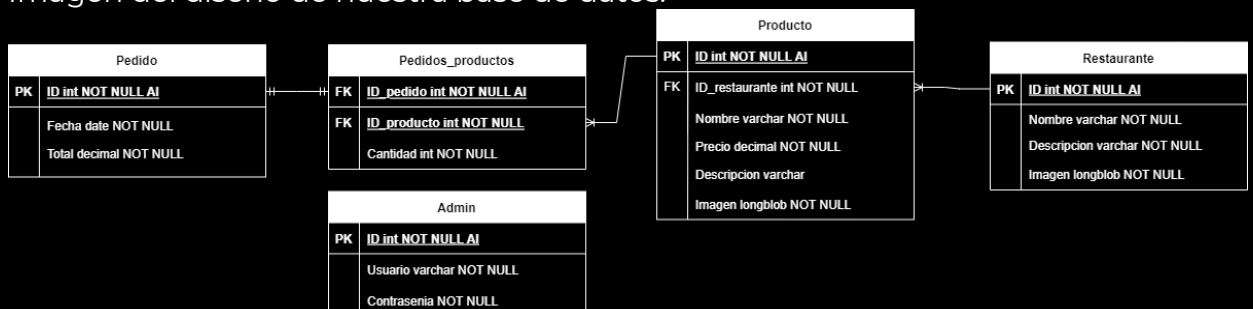 Imagen del diseño de nuestra base de datos:
Pedido
PK ID int NOT NULL AI
Fecha date NOT NULL
Total decimal NOT NULL
Pedidos_productos
FK ID_pedido int NOT NULL AI
FK ID_producto int NOT NULL
Cantidad int NOT NULL
Admin
PK ID int NOT NULL AI
Usuario varchar NOT NULL
Contrasenia NOT NULL
Producto
PK ID int NOT NULL AI
FK ID_restaurante int NOT NULL
Nombre varchar NOT NULL
Precio decimal NOT NULL
Descripcion varchar
Imagen longblob NOT NULL
Restaurante
PK ID int NOT NULL AI
Nombre varchar NOT NULL
Descripcion varchar NOT NULL
Imagen longblob NOT NULL